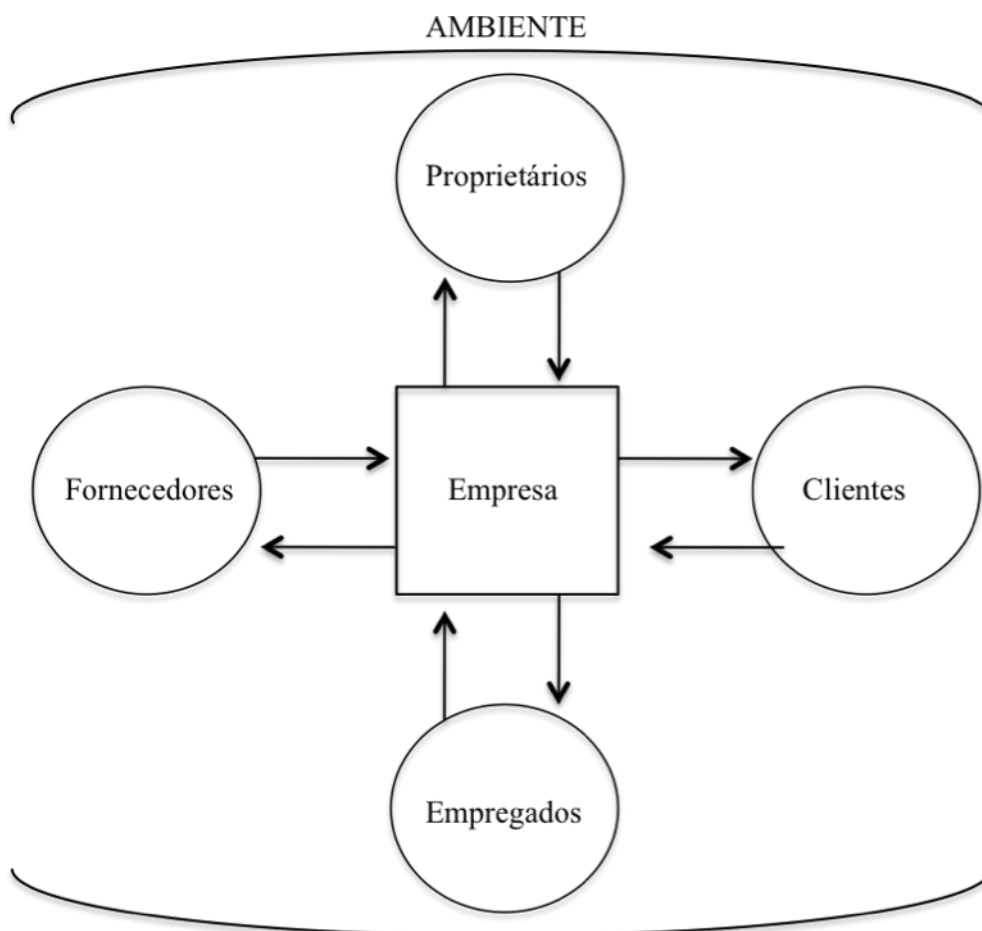 AMBIENTE
Proprietários
Fornecedores
Empresa
Clientes
Empregados